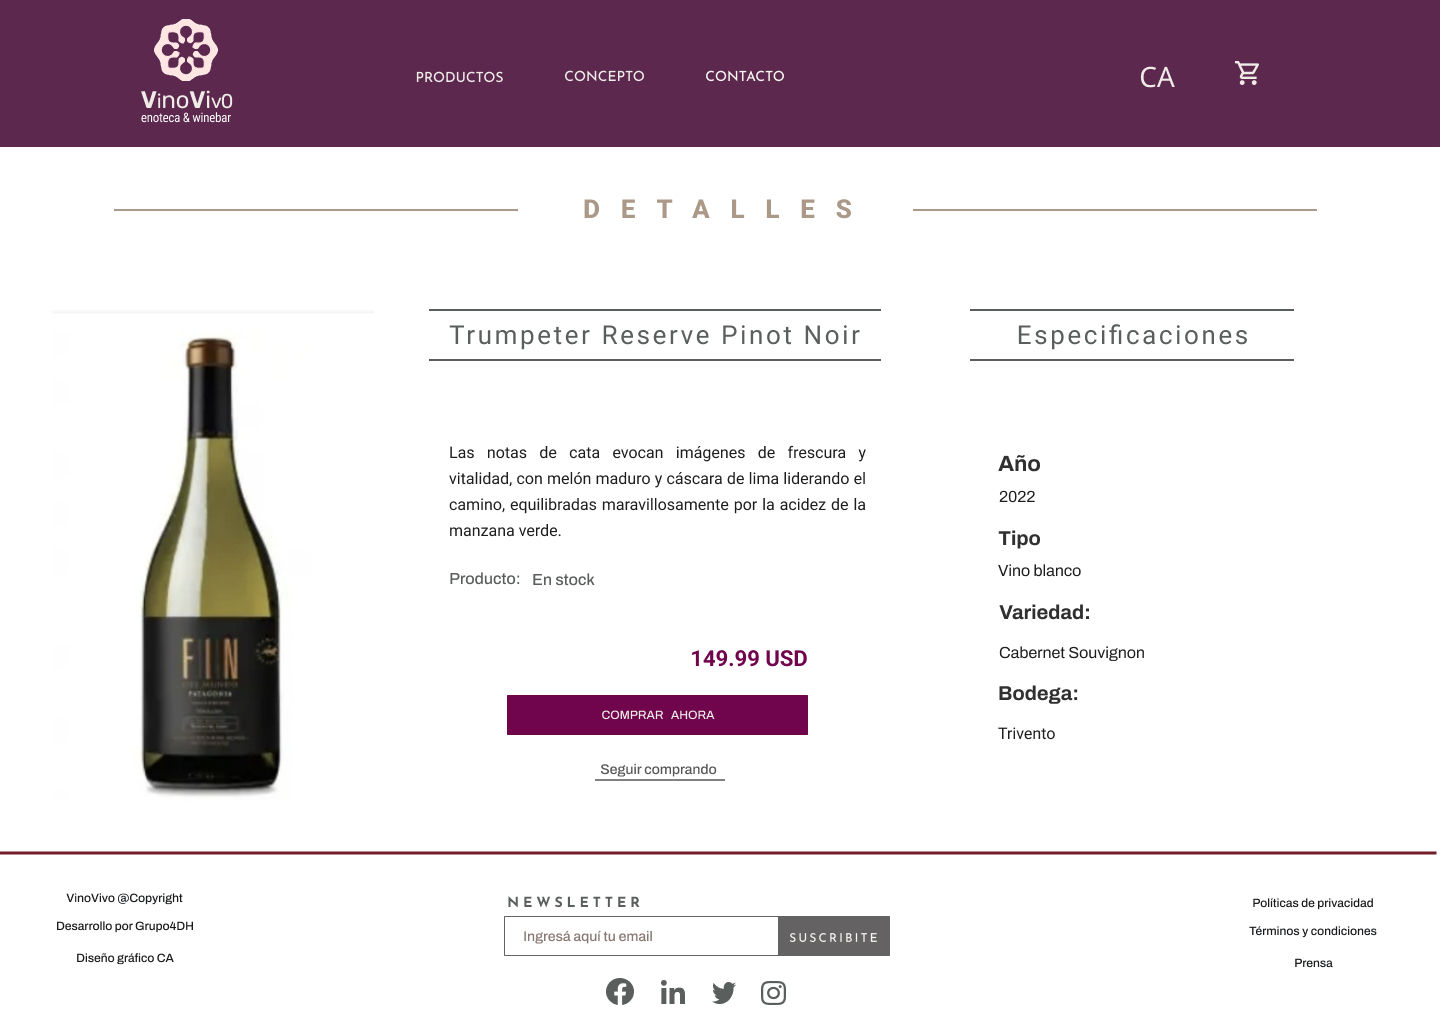 VinoViv0
enoteca & winebar
PRODUCTOS
CONCEPTO
CONTACTO
CA
DETALLES
FIN
PATAGONIA
Trumpeter Reserve Pinot Noir
Las notas de cata evocan imágenes de frescura y
vitalidad, con melón maduro y cáscara de lima liderando el
camino, equilibradas maravillosamente por la acidez de la
manzana verde.
Producto: En stock
149.99 USD
COMPRAR AHORA
Seguir comprando
Especificaciones
Año
2022
Tipo
Vino blanco
Variedad:
Cabernet Souvignon
Bodega:
Trivento
VinoVivo @Copyright
Desarrollo por Grupo4DH
Diseño gráfico CA
NEWSLETTER
Ingresá aquí tu email
SUSCRIBITE
Políticas de privacidad
Términos y condiciones
Prensa